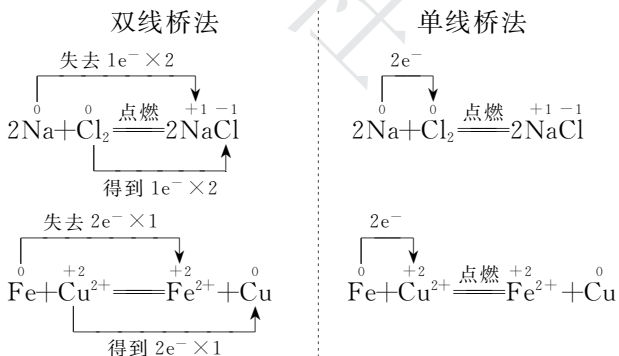 双线桥法
失去 1e⁻×2
0 0 点燃 +1 −1
2Na+Cl₂══2NaCl
得到 1e⁻×2
失去 2e⁻×1
0 +2 +2 0
Fe+Cu²⁺══Fe²⁺+Cu
得到 2e⁻×1
单线桥法
2e⁻
0 0 点燃 +1 −1
2Na+Cl₂══2NaCl
2e⁻
0 +2 点燃 +2 0
Fe+Cu²⁺══Fe²⁺+Cu